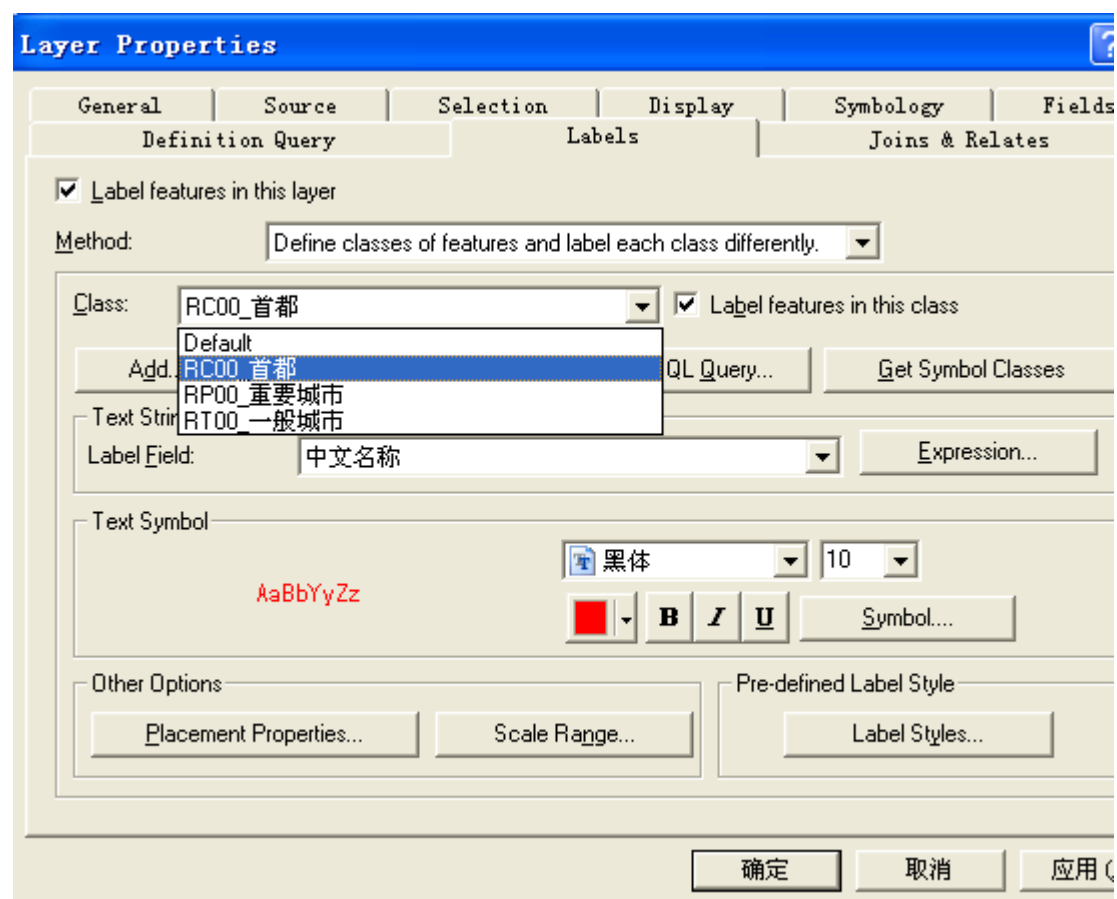 Layer Properties
?
General Source Selection Display Symbology Fields
Definition Query Labels Joins & Relates
Label features in this layer
Method: Define classes of features and label each class differently.
Class: RC00_首都 Label features in this class
Default
Add.. RC00_首都 QL Query... Get Symbol Classes
RP00_重要城市
RT00_一般城市
Text Strin
Label Field: 中文名称 Expression...
Text Symbol
黑体 10
AaBbYyZz
B I U Symbol....
Other Options Pre-defined Label Style
Placement Properties... Scale Range... Label Styles...
确定 取消 应用 (